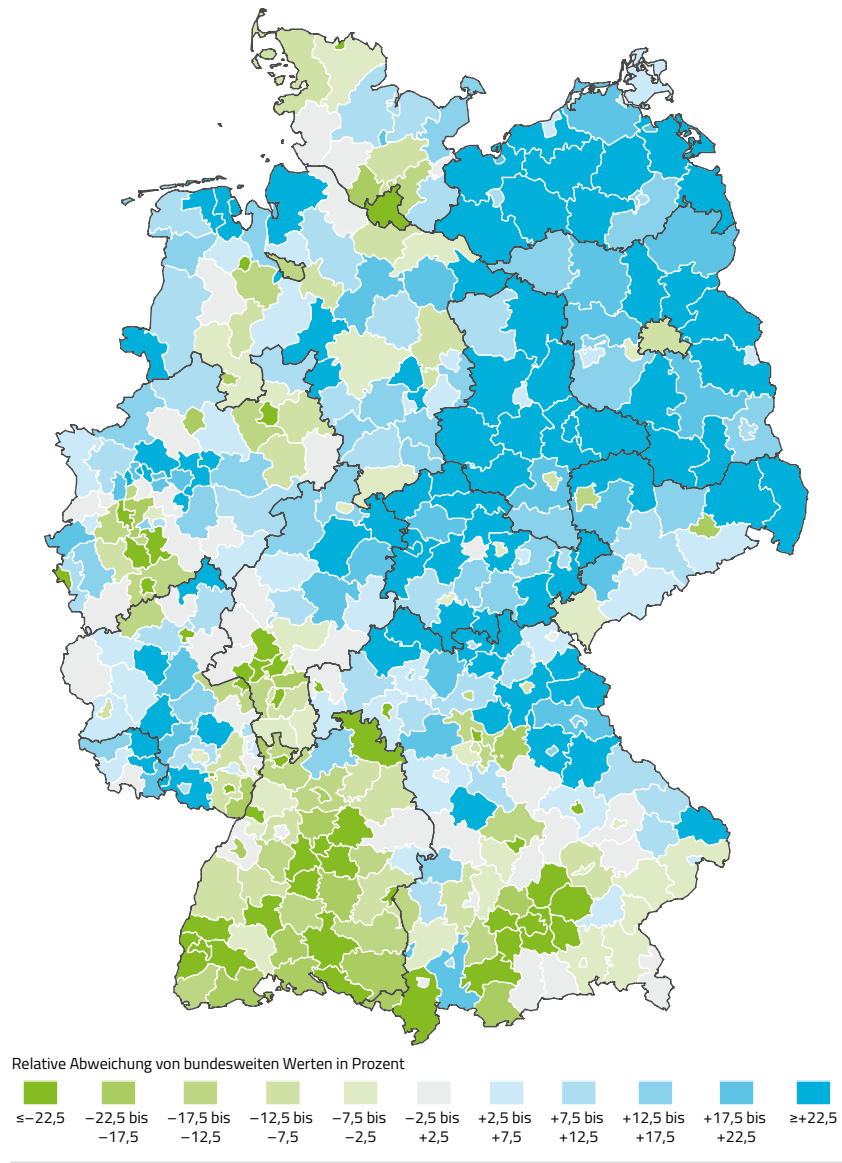 Relative Abweichung von bundesweiten Werten in Prozent
≤−22,5 −22,5 bis −17,5 bis −12,5 bis −7,5 bis −2,5 bis +2,5 bis +7,5 bis +12,5 bis +17,5 bis ≥+22,5
−17,5 −12,5 −7,5 −2,5 +2,5 +7,5 +12,5 +17,5 +22,5